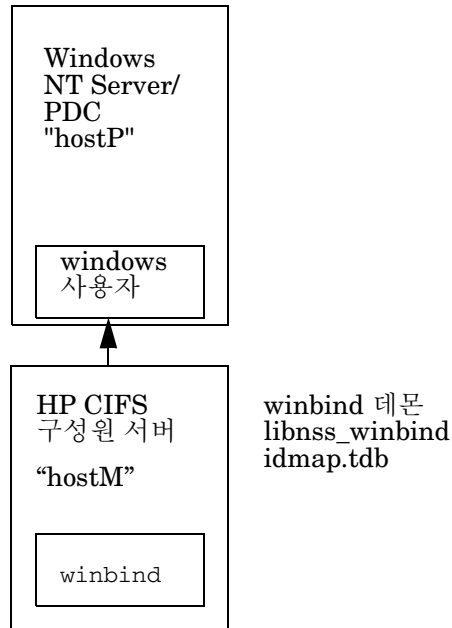 Windows
NT Server/
PDC
"hostP"
windows
사용자
HP CIFS
구성원 서버
“hostM”
winbind
winbind 데몬
libnss_winbind
idmap.tdb